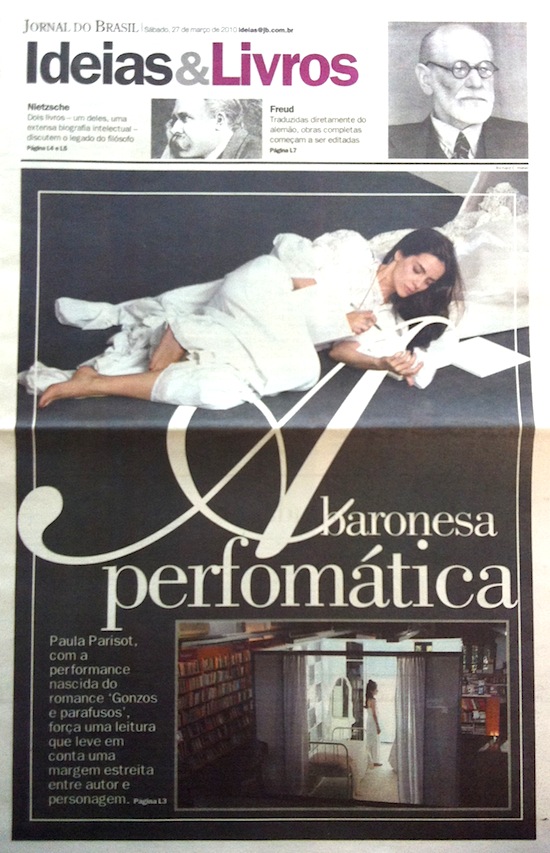 JORNAL DO BRASIL | Sábado, 27 de março de 2010 ideias@jb.com.br
Ideias&Livros
Nietzsche
Dois livros – um deles, uma
extensa biografia intelectual –
discutem o legado do filósofo
Página L4 e L5
Freud
Traduzidas diretamente do
alemão, obras completas
começam a ser editadas
Página L7
A baronesa
perfomática
Paula Parisot,
com a
performance
nascida do
romance ‘Gonzos
e parafusos’,
força uma leitura
que leve em
conta uma
margem estreita
entre autor e
personagem. Página L3